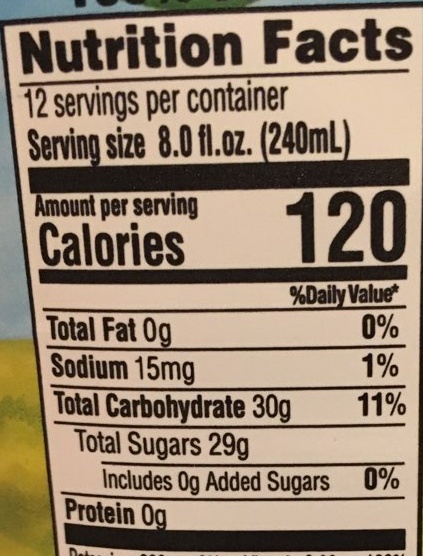 Nutrition Facts
12 servings per container
Serving size 8.0 fl.oz. (240mL)
Amount per serving
Calories 120
%Daily Value*
Total Fat 0g 0%
Sodium 15mg 1%
Total Carbohydrate 30g 11%
Total Sugars 29g
Includes 0g Added Sugars 0%
Protein 0g